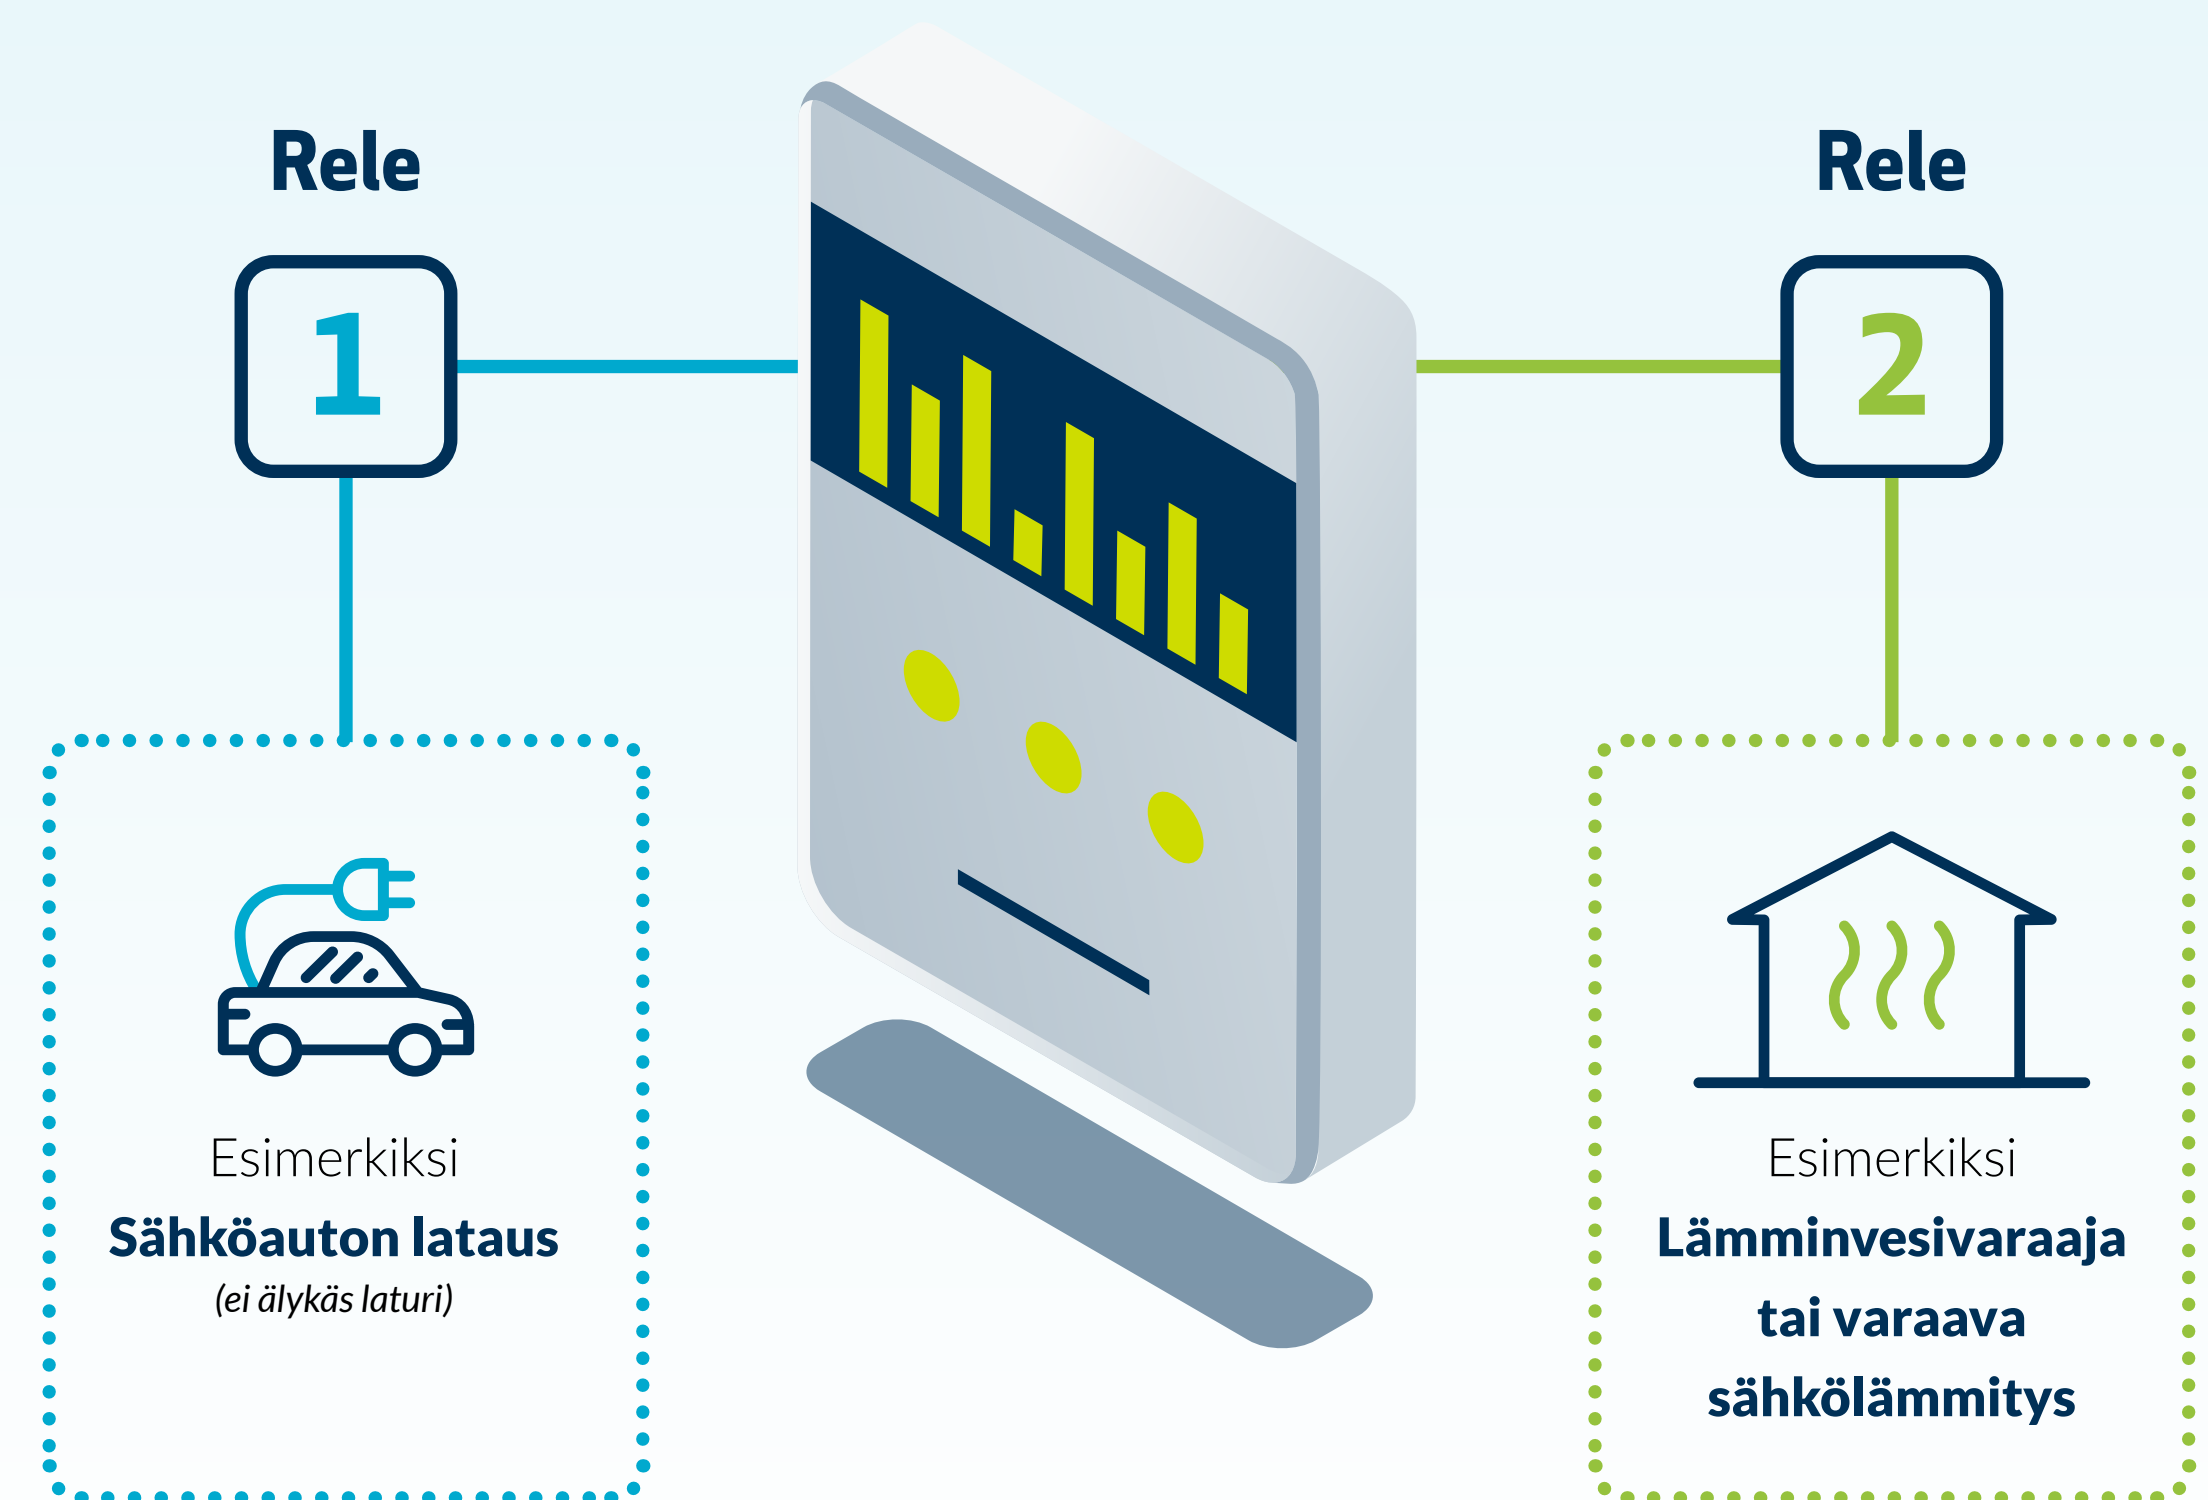 Rele
1
Esimerkiksi
Sähköauton lataus
(ei älykäs laturi)
Rele
2
Esimerkiksi
Lämminvesivaraaja
tai varaava
sähkölämmitys